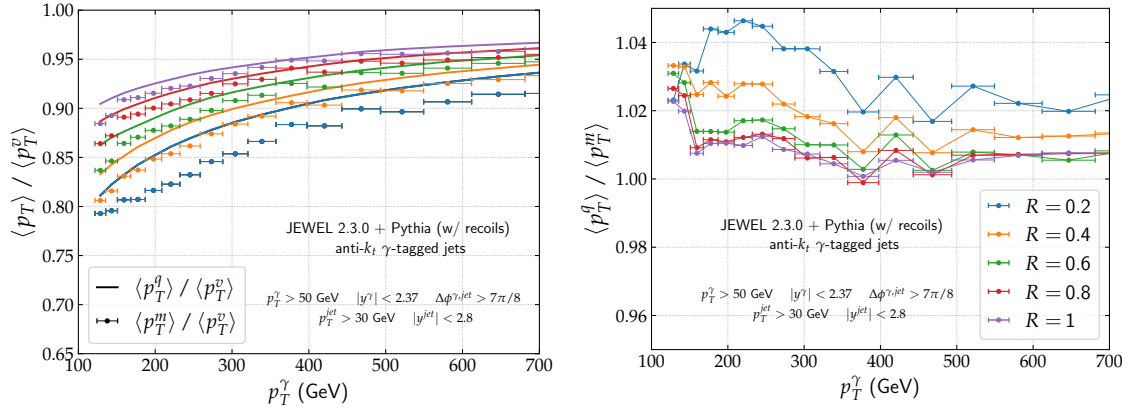 1.00
0.95
0.90
0.85
0.80
0.75
0.70
0.65
⟨p_T⟩ / ⟨p_T^v⟩
JEWEL 2.3.0 + Pythia (w/ recoils)
anti-k_t γ-tagged jets
⟨p_T^q⟩ / ⟨p_T^v⟩
⟨p_T^m⟩ / ⟨p_T^v⟩
p_T^γ > 50 GeV |y^γ| < 2.37 Δϕ^{γ,jet} > 7π/8
p_T^{jet} > 30 GeV |y^{jet}| < 2.8
100 200 300 400 500 600 700
p_T^γ (GeV)
1.04
1.02
1.00
0.98
0.96
⟨p_T^q⟩ / ⟨p_T^m⟩
JEWEL 2.3.0 + Pythia (w/ recoils)
anti-k_t γ-tagged jets
p_T^γ > 50 GeV |y^γ| < 2.37 Δϕ^{γ,jet} > 7π/8
p_T^{jet} > 30 GeV |y^{jet}| < 2.8
R = 0.2
R = 0.4
R = 0.6
R = 0.8
R = 1
100 200 300 400 500 600 700
p_T^γ (GeV)